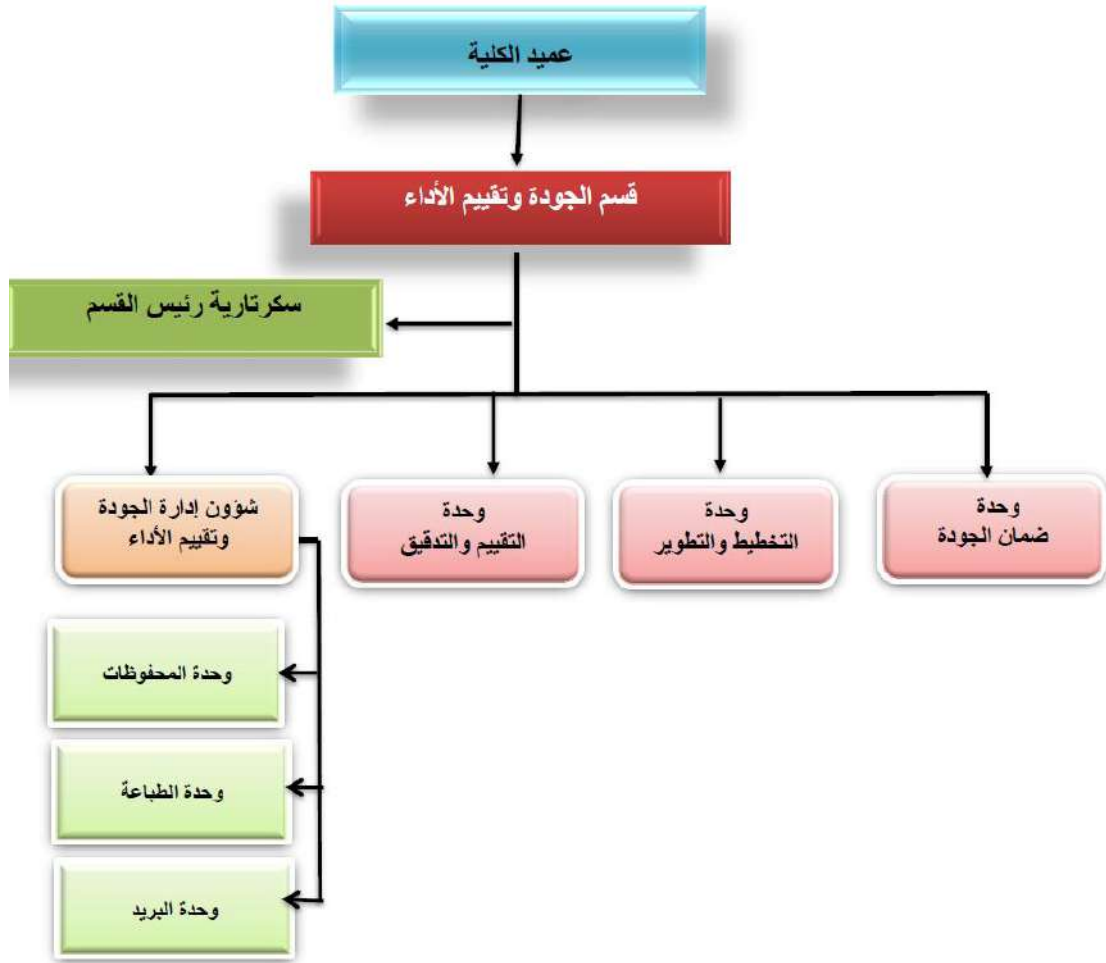 عميد الكلية
قسم الجودة وتقييم الأداء
سكرتارية رئيس القسم
وحدة
ضمان الجودة
وحدة
التخطيط والتطوير
وحدة
التقييم والتدقيق
شؤون إدارة الجودة
وتقييم الأداء
وحدة المحفوظات
وحدة الطباعة
وحدة البريد